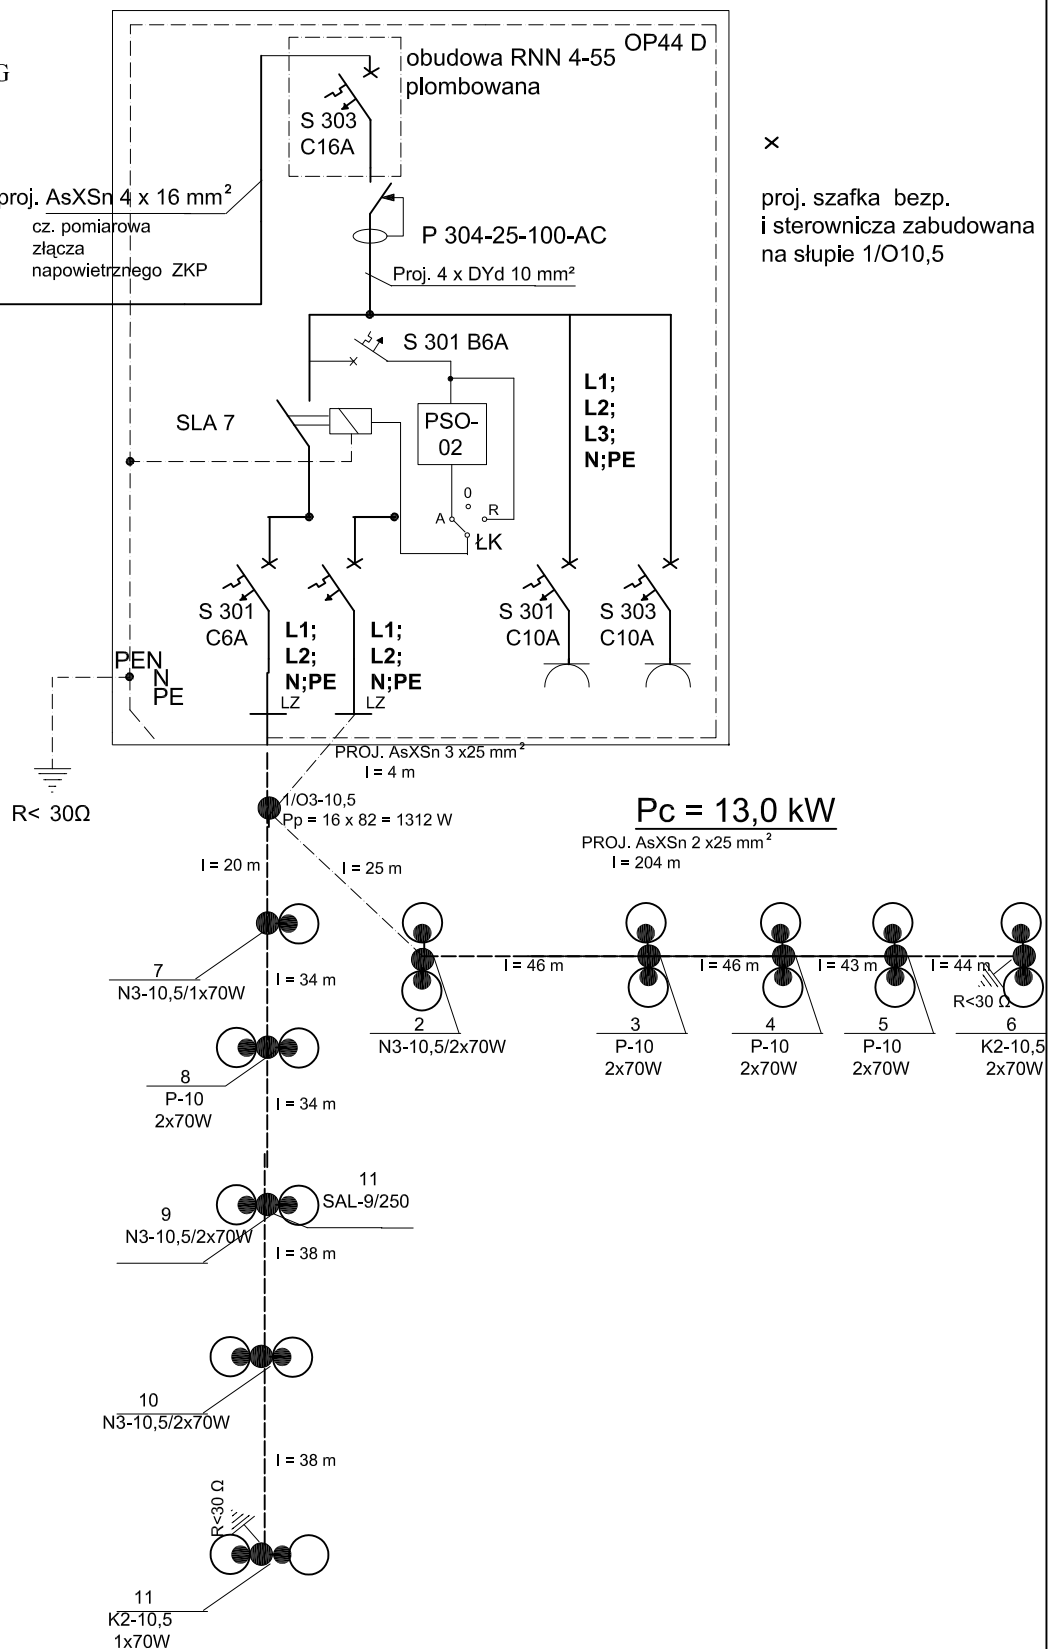 G
OP44 D
obudowa RNN 4-55
plombowana
S 303
C16A
proj. AsXSn 4 x 16 mm²
cz. pomiarowa
złącza
napowietrznego ZKP
P 304-25-100-AC
Proj. 4 x DYd 10 mm²
proj. szafka bezp.
i sterownicza zabudowana
na słupie 1/O10,5
S 301 B6A
SLA 7
PSO-
02
L1;
L2;
L3;
N;PE
0
A
R
ŁK
S 301
C6A
L1;
L2;
N;PE
L1;
L2;
N;PE
S 301
C10A
S 303
C10A
PEN
N
PE
LZ
LZ
R< 30Ω
PROJ. AsXSn 3 x25 mm²
l = 4 m
1/O3-10,5
Pp = 16 x 82 = 1312 W
Pc = 13,0 kW
PROJ. AsXSn 2 x25 mm²
l = 204 m
l = 20 m
l = 25 m
7
N3-10,5/1x70W
l = 34 m
l = 46 m
l = 46 m
l = 43 m
l = 44 m
R<30 Ω
2
N3-10,5/2x70W
3
P-10
2x70W
4
P-10
2x70W
5
P-10
2x70W
6
K2-10,5
2x70W
8
P-10
2x70W
l = 34 m
11
SAL-9/250
9
N3-10,5/2x70W
l = 38 m
10
N3-10,5/2x70W
l = 38 m
R<30 Ω
11
K2-10,5
1x70W